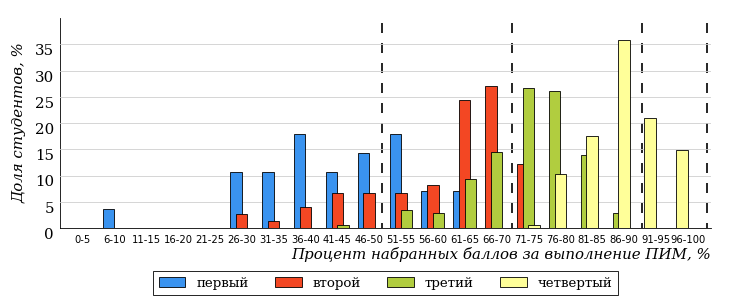 Доля студентов, %
35
30
25
20
15
10
5
0
0-5 6-10 11-15 16-20 21-25 26-30 31-35 36-40 41-45 46-50 51-55 56-60 61-65 66-70 71-75 76-80 81-85 86-90 91-95 96-100
Процент набранных баллов за выполнение ПИМ, %
первый второй третий четвертый